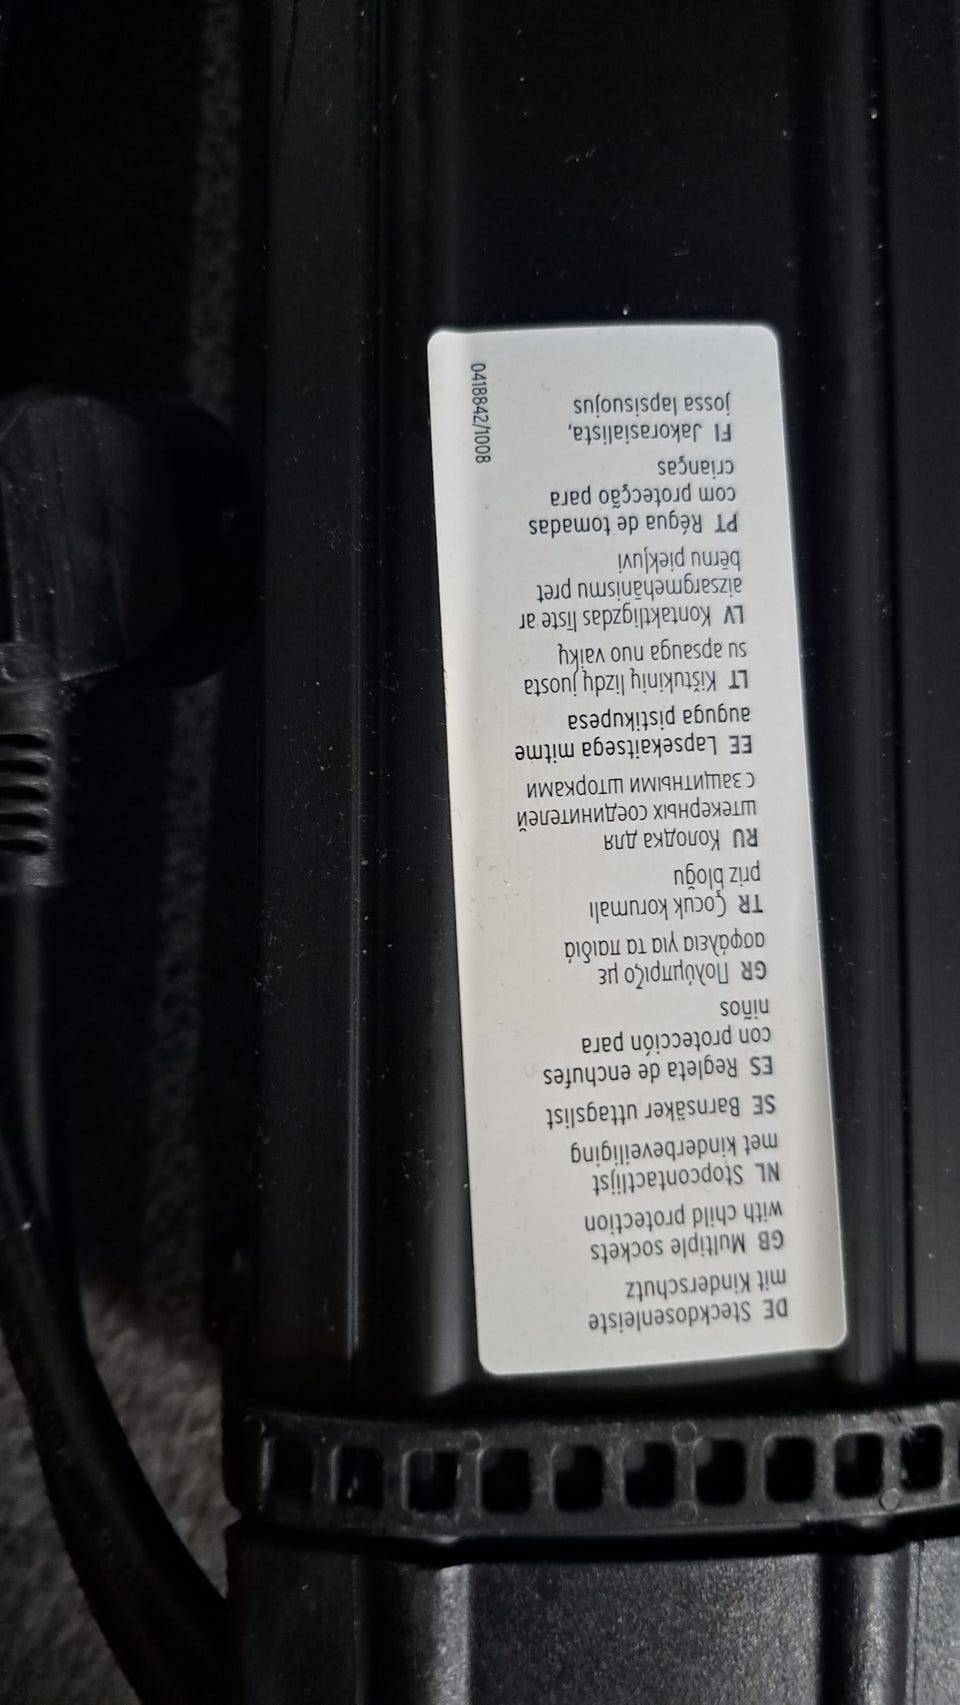 DE Steckdosenleiste
mit Kinderschutz
GB Multiple sockets
with child protection
NL Stopcontactlijst
met kinderbeveiliging
SE Barnsäker uttagslist
ES Regleta de enchufes
con protección para
niños
GR Πολύμπριζο με
ασφάλεια για τα παιδιά
TR Çocuk korumalı
priz bloğu
RU Колодка для
штекерных соединителей
с защитными шторками
EE Lapsekaitsega mitme
auguga pistikupesa
LT Kištukinių lizdų juosta
su apsauga nuo vaikų
LV Kontaktligzdas līste ar
aizsargmehānismu pret
bērnu piekļuvi
PT Régua de tomadas
com protecção para
crianças
FI Jakorasialista,
jossa lapsisuojus
0418842/1008